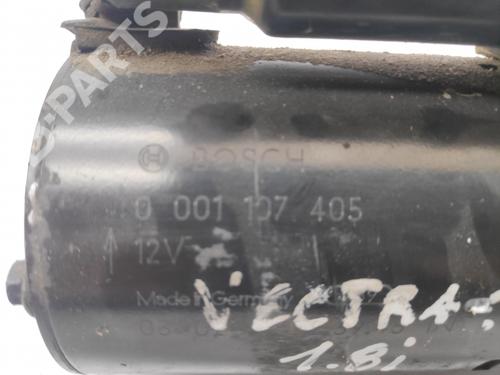 B-PARTS
BOSCH
0 001 107 405
12V
Made in Germany
VECTRA
1.8i